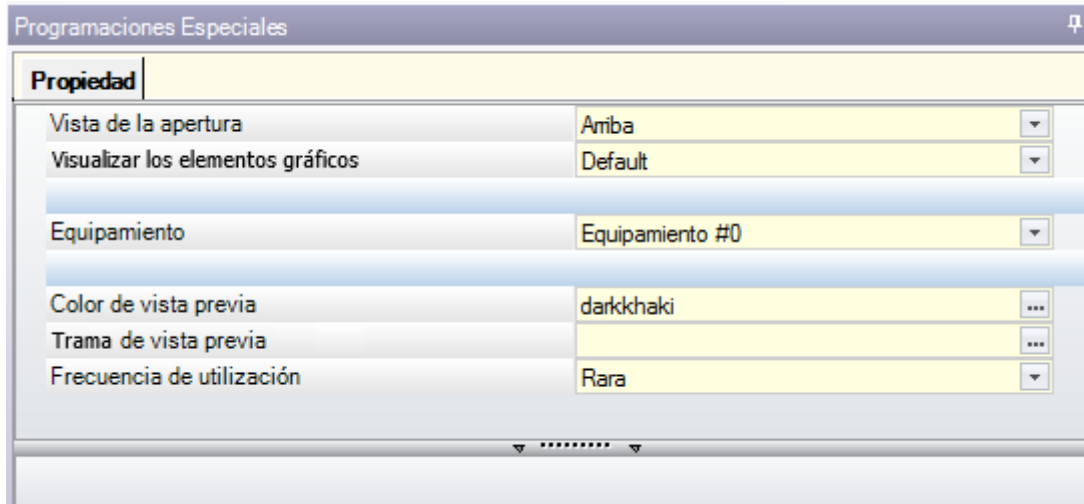 Programaciones Especiales
Propiedad
Vista de la apertura Arriba
Visualizar los elementos gráficos Default
Equipamiento Equipamiento #0
Color de vista previa darkkhaki ...
Trama de vista previa ...
Frecuencia de utilización Rara